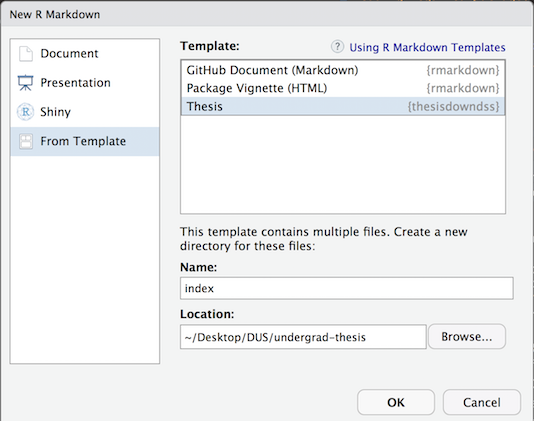 New R Markdown
Document
Presentation
Shiny
From Template
Template:
? Using R Markdown Templates
GitHub Document (Markdown) {rmarkdown}
Package Vignette (HTML) {rmarkdown}
Thesis {thesisdowndss}
This template contains multiple files. Create a new
directory for these files:
Name:
index
Location:
~/Desktop/DUS/undergrad-thesis Browse...
OK Cancel